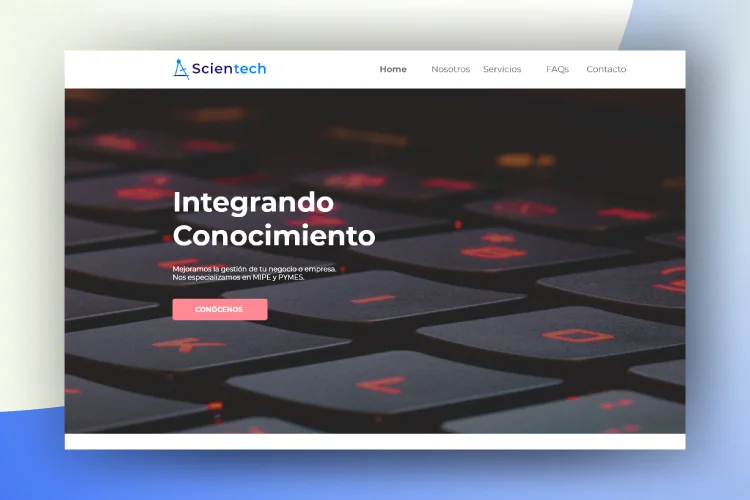 Scientech
Home Nosotros Servicios FAQs Contacto
Integrando
Conocimiento
Mejoramos la gestión de tu negocio o empresa.
Nos especializamos en MIPE y PYMES.
CONÓCENOS
K
L
O